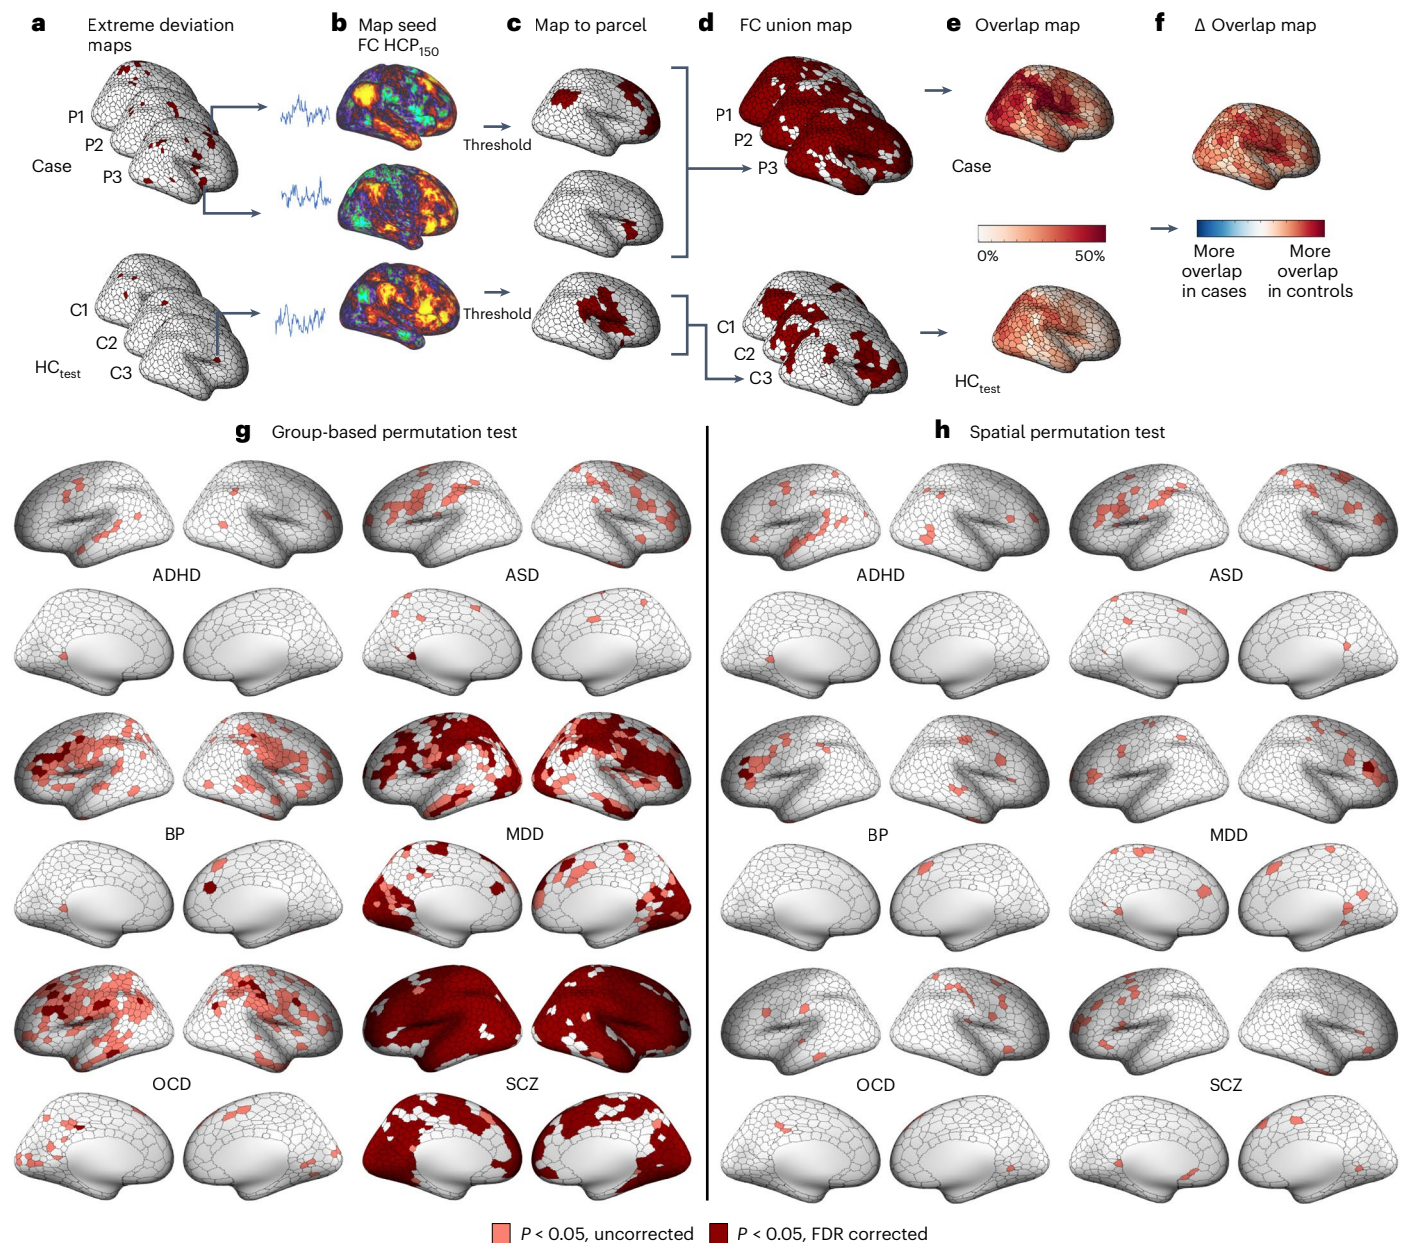 a Extreme deviation maps
b Map seed FC HCP150
c Map to parcel
d FC union map
e Overlap map
f Δ Overlap map
P1
P2
P3
Case
Threshold
P1
P2
P3
Case
0% 50%
More overlap in cases
More overlap in controls
C1
C2
C3
HCtest
Threshold
C1
C2
C3
HCtest
g Group-based permutation test
h Spatial permutation test
ADHD ASD ADHD ASD
BP MDD BP MDD
OCD SCZ OCD SCZ
P < 0.05, uncorrected P < 0.05, FDR corrected